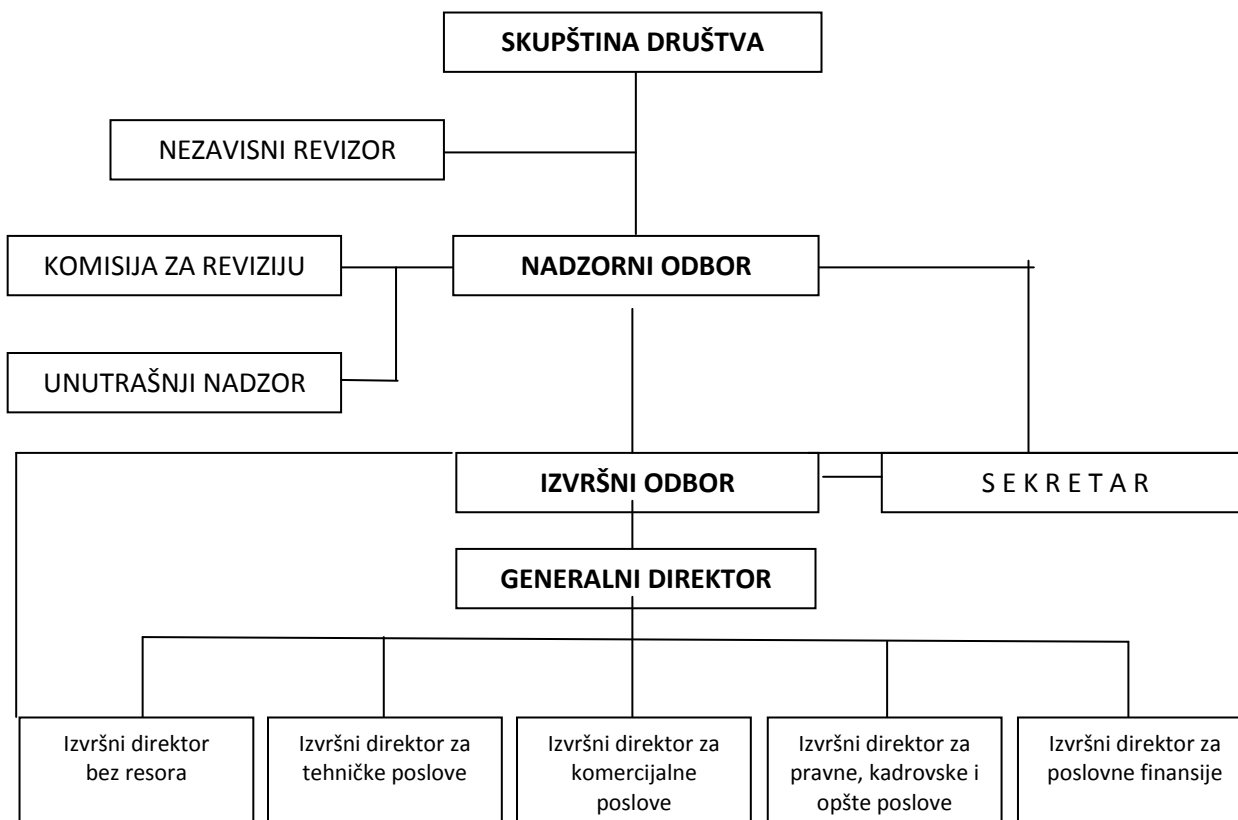 SKUPŠTINA DRUŠTVA
NEZAVISNI REVIZOR
KOMISIJA ZA REVIZIJU
NADZORNI ODBOR
UNUTRAŠNJI NADZOR
IZVRŠNI ODBOR
S E K R E T A R
GENERALNI DIREKTOR
Izvršni direktor
bez resora
Izvršni direktor za
tehničke poslove
Izvršni direktor za
komercijalne
poslove
Izvršni direktor za
pravne, kadrovske i
opšte poslove
Izvršni direktor za
poslovne finansije